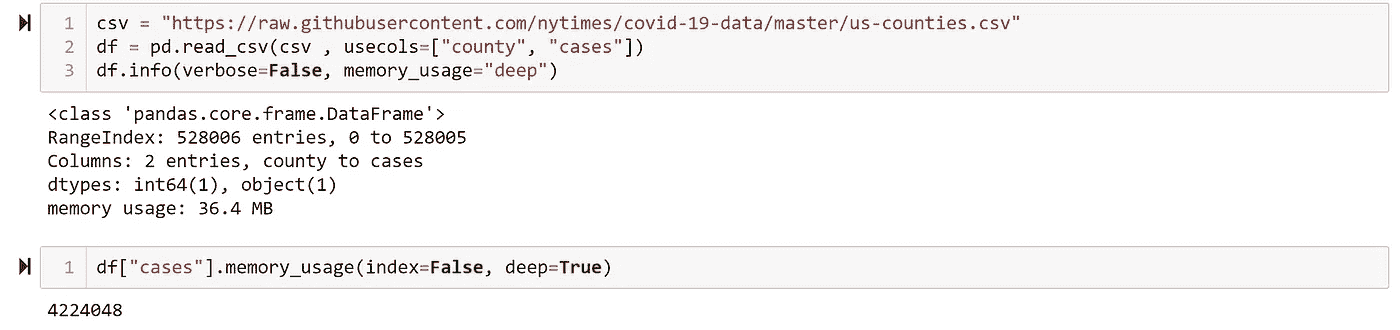 1 csv = "https://raw.githubusercontent.com/nytimes/covid-19-data/master/us-counties.csv"
2 df = pd.read_csv(csv , usecols=["county", "cases"])
3 df.info(verbose=False, memory_usage="deep")
<class 'pandas.core.frame.DataFrame'>
RangeIndex: 528006 entries, 0 to 528005
Columns: 2 entries, county to cases
dtypes: int64(1), object(1)
memory usage: 36.4 MB
1 df["cases"].memory_usage(index=False, deep=True)
4224048